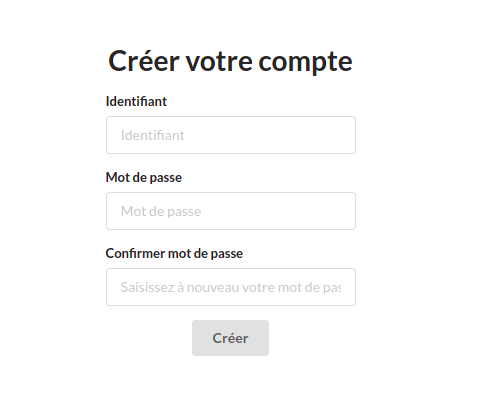 Créer votre compte
Identifiant
Identifiant
Mot de passe
Mot de passe
Confirmer mot de passe
Saisissez à nouveau votre mot de pas
Créer